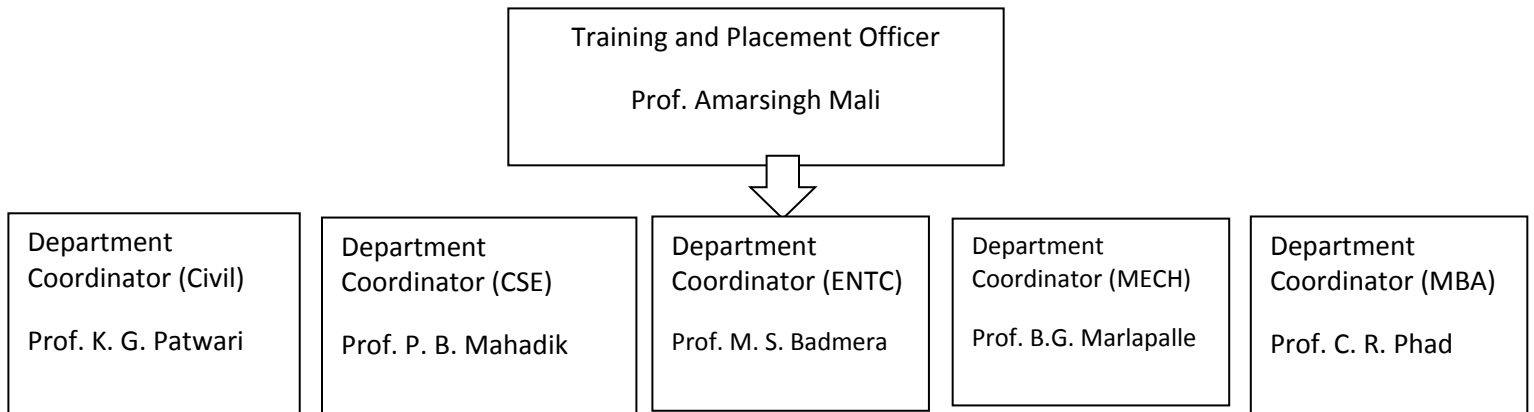 Training and Placement Officer
Prof. Amarsingh Mali
Department
Coordinator (Civil)
Prof. K. G. Patwari
Department
Coordinator (CSE)
Prof. P. B. Mahadik
Department
Coordinator (ENTC)
Prof. M. S. Badmera
Department
Coordinator (MECH)
Prof. B.G. Marlapalle
Department
Coordinator (MBA)
Prof. C. R. Phad